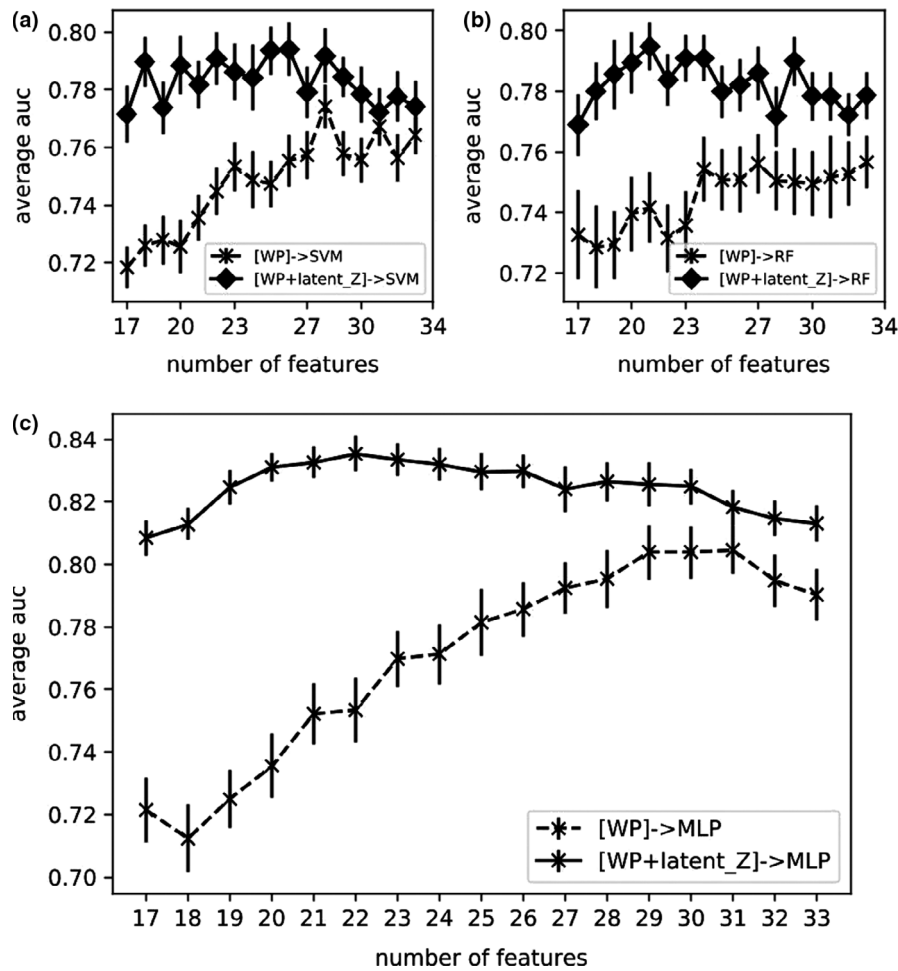 (a)
average auc
0.80
0.78
0.76
0.74
0.72
[WP]->SVM
[WP+latent_Z]->SVM
17 20 23 27 30 34
number of features
(b)
average auc
0.80
0.78
0.76
0.74
0.72
[WP]->RF
[WP+latent_Z]->RF
17 20 23 27 30 34
number of features
(c)
average auc
0.84
0.82
0.80
0.78
0.76
0.74
0.72
0.70
[WP]->MLP
[WP+latent_Z]->MLP
17 18 19 20 21 22 23 24 25 26 27 28 29 30 31 32 33
number of features